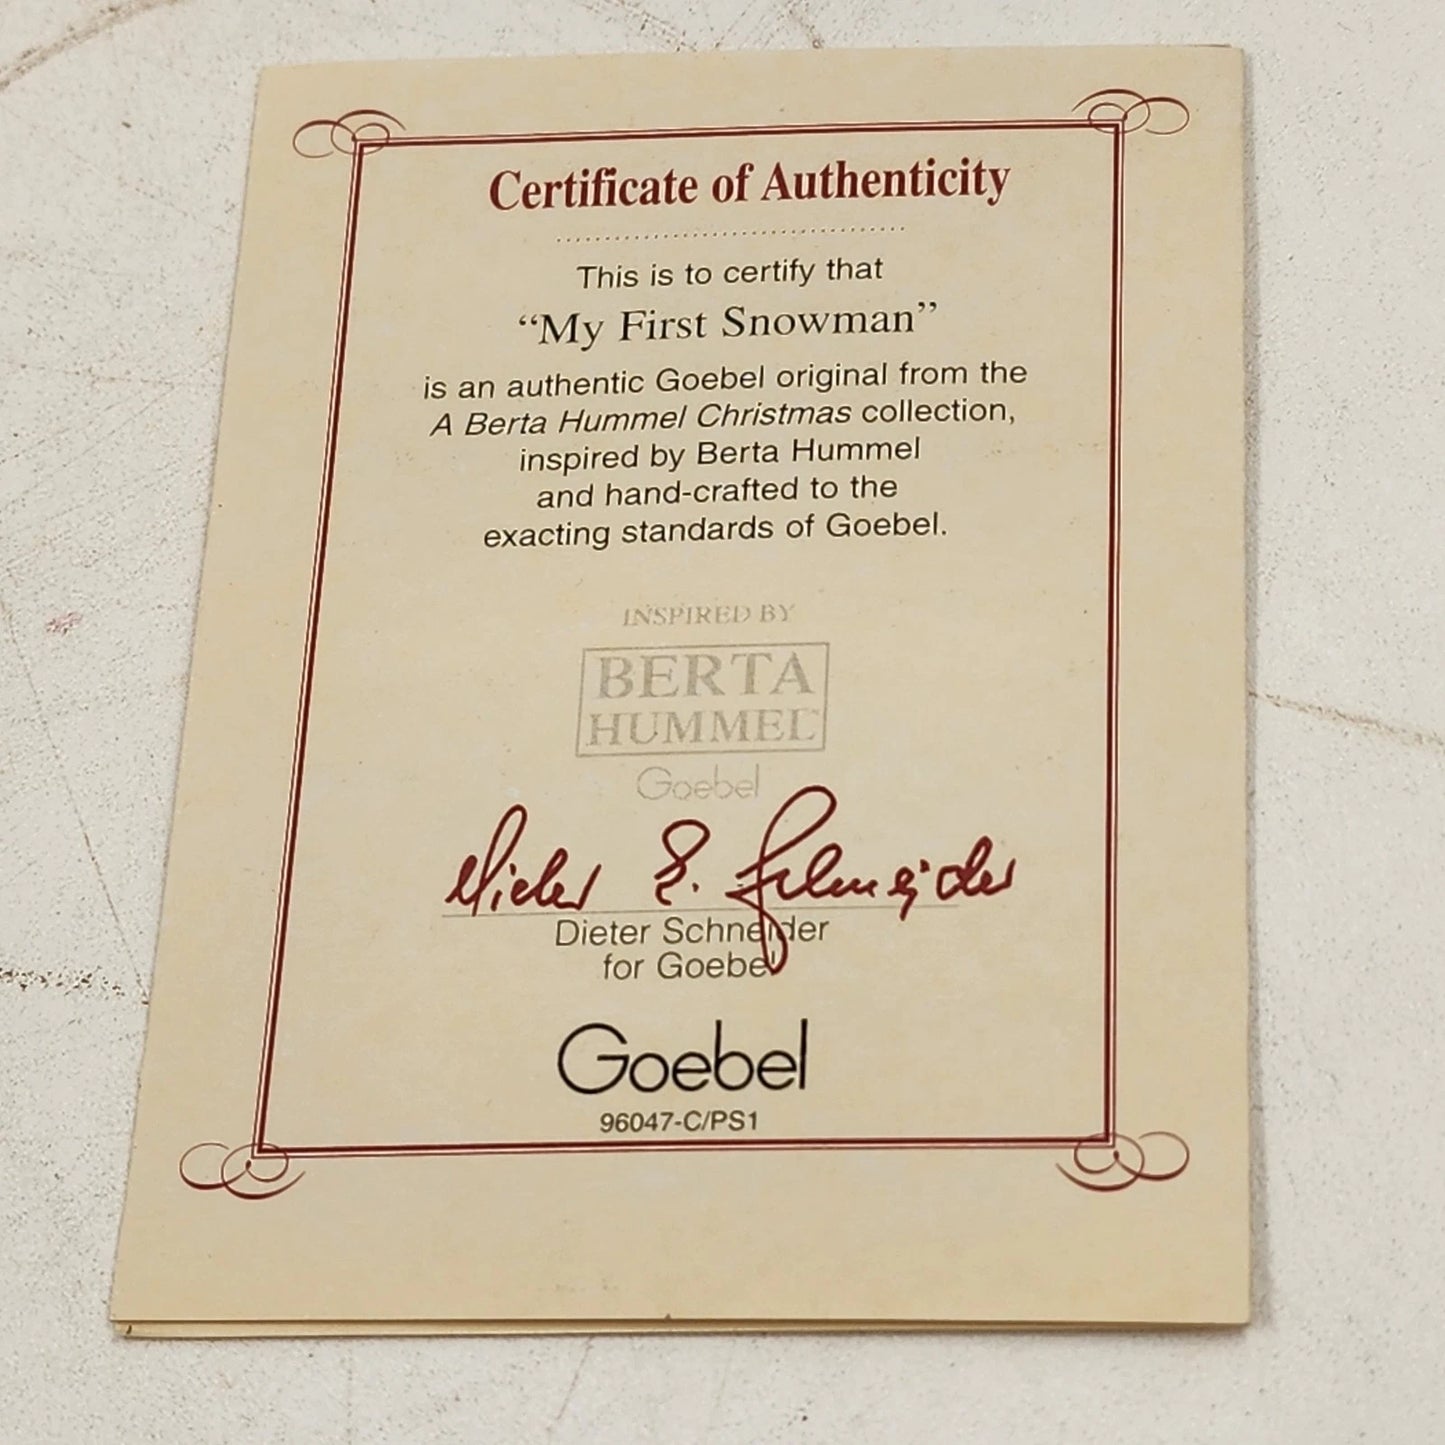 Certificate of Authenticity
This is to certify that
“My First Snowman”
is an authentic Goebel original from the
A Berta Hummel Christmas collection,
inspired by Berta Hummel
and hand-crafted to the
exacting standards of Goebel.
INSPIRED BY
BERTA
HUMMEL
Goebel
Dieter E. Schneider
Dieter Schneider
for Goebel
Goebel
96047-C/PS1